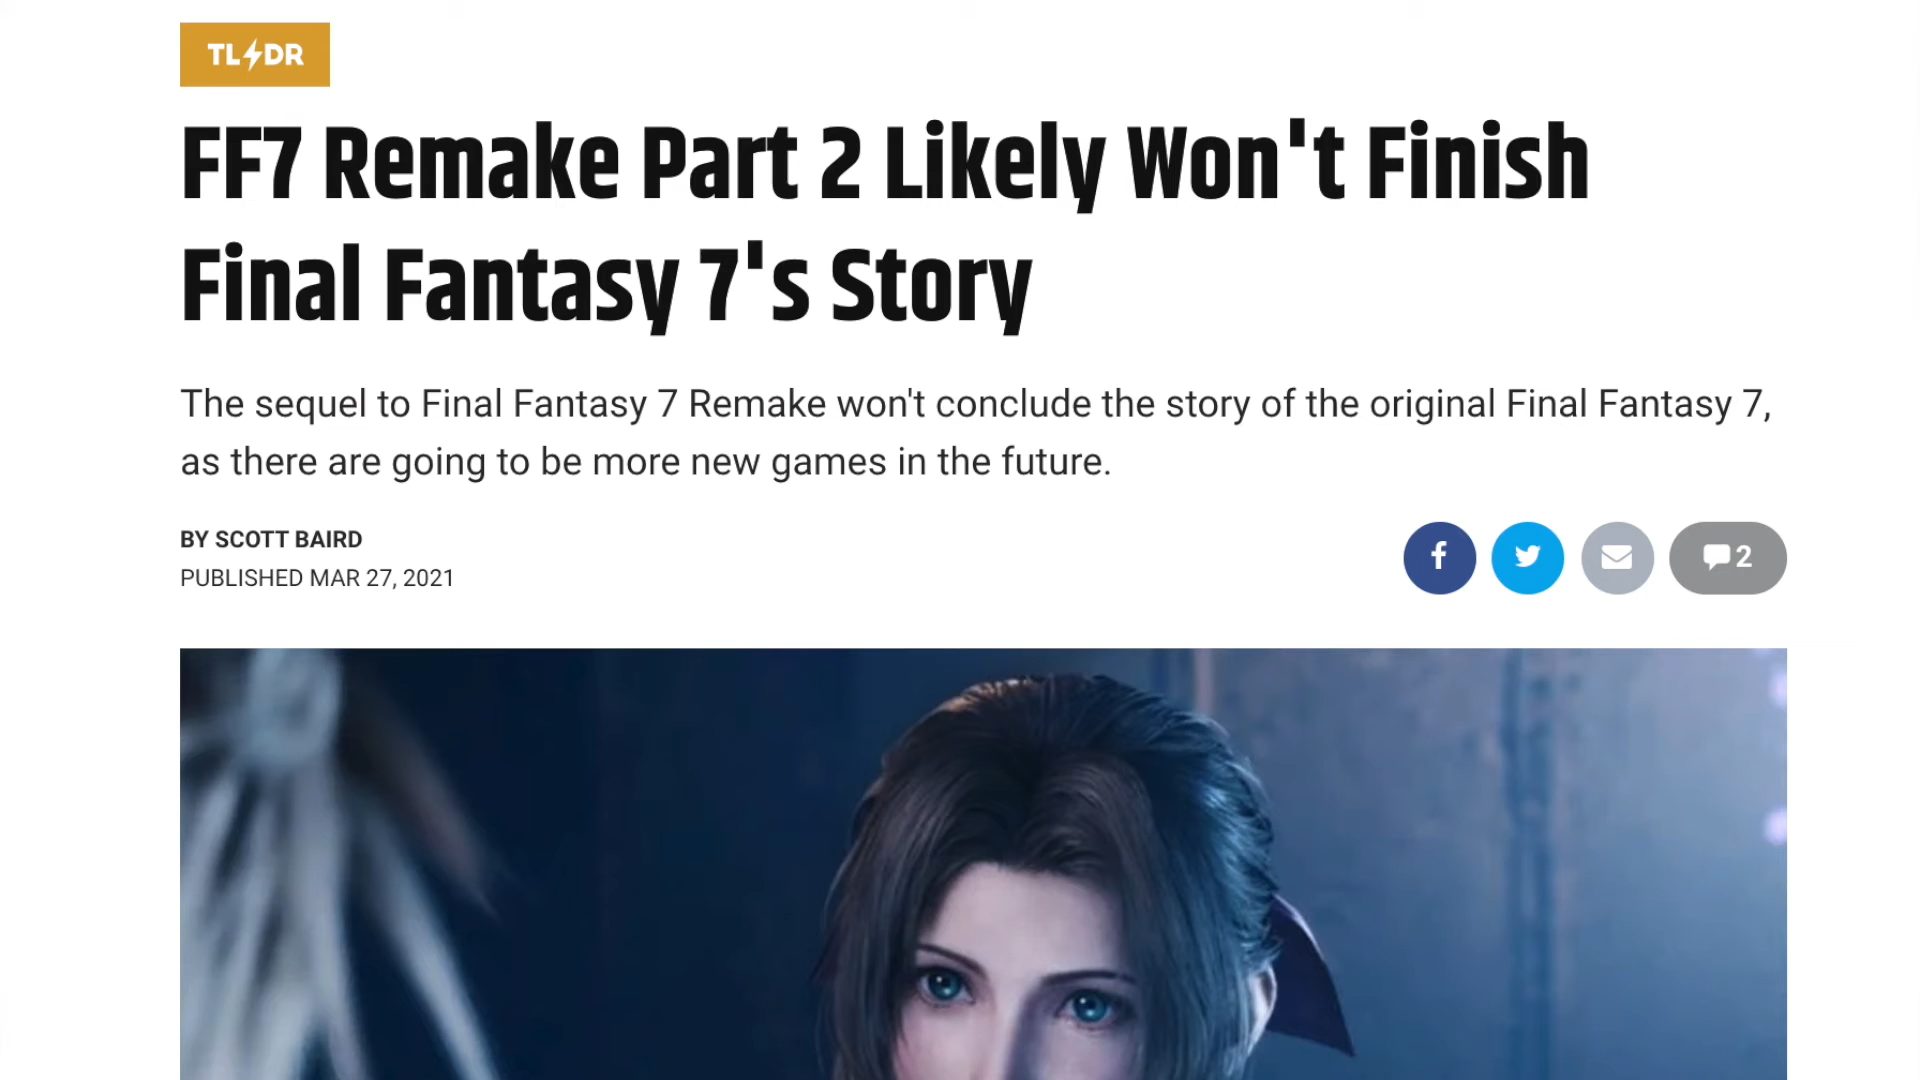 TL DR
FF7 Remake Part 2 Likely Won't Finish
Final Fantasy 7's Story
The sequel to Final Fantasy 7 Remake won't conclude the story of the original Final Fantasy 7,
as there are going to be more new games in the future.
BY SCOTT BAIRD
PUBLISHED MAR 27, 2021
2